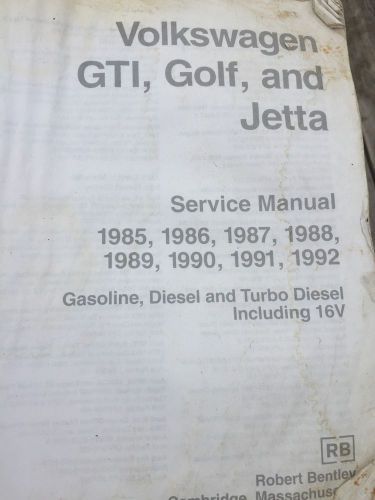 Volkswagen
GTI, Golf, and
Jetta
Service Manual
1985, 1986, 1987, 1988,
1989, 1990, 1991, 1992
Gasoline, Diesel and Turbo Diesel
Including 16V
RB
Robert Bentley
Cambridge, Massachus